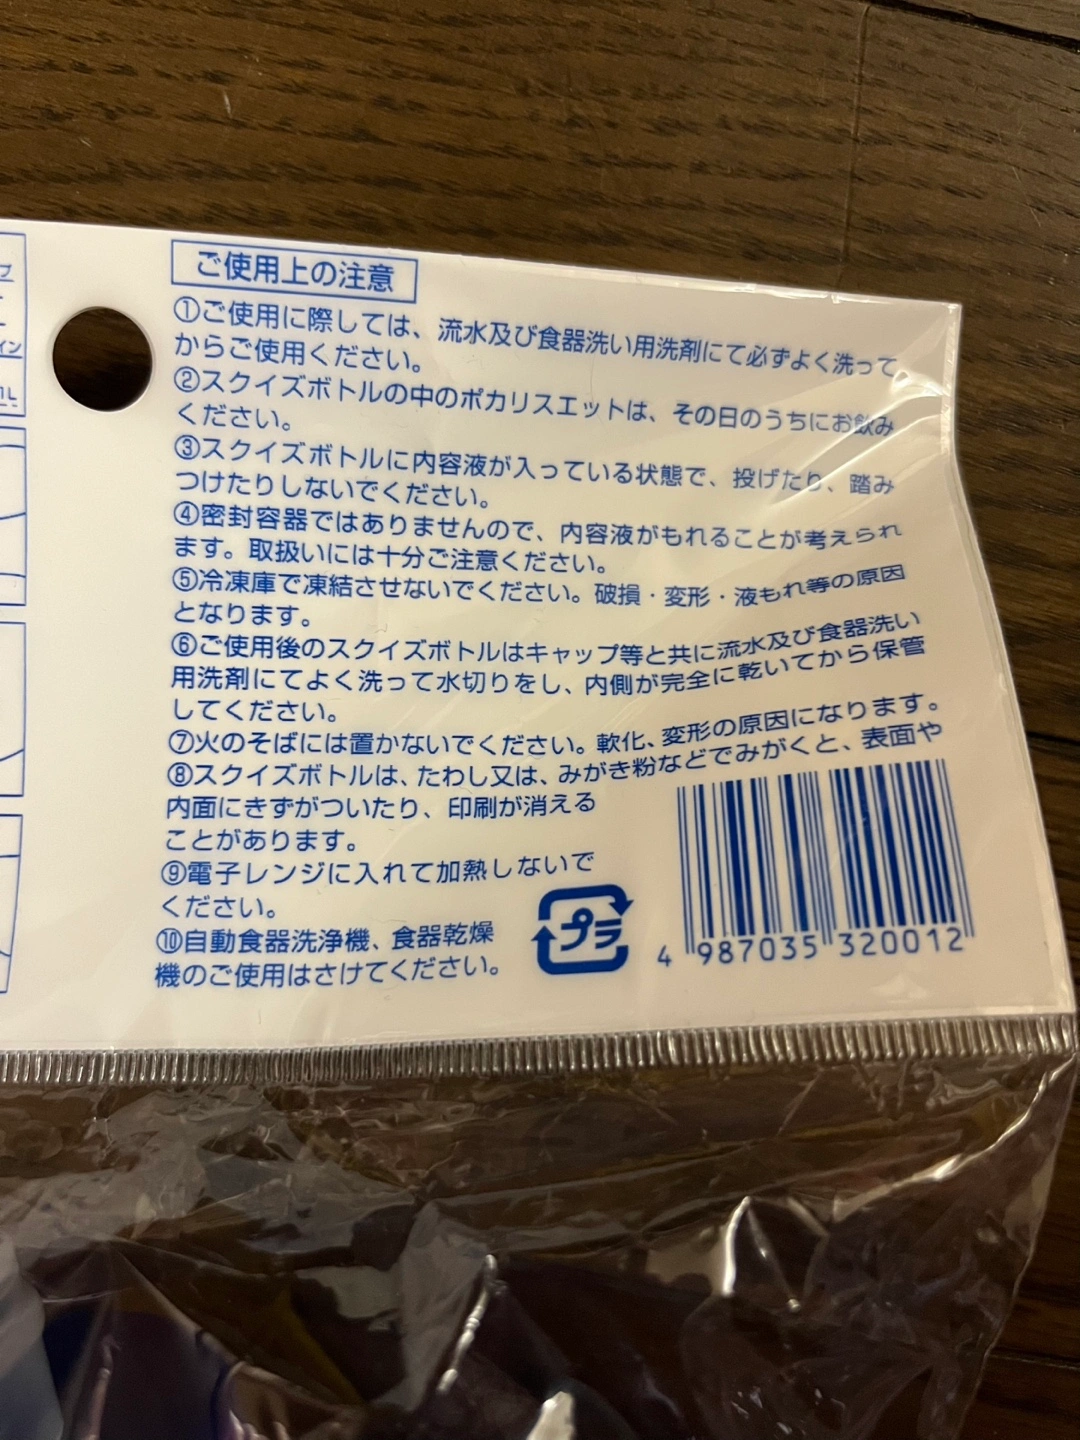 プ
イン
1L
ご使用上の注意
①ご使用に際しては、流水及び食器洗い用洗剤にて必ずよく洗って
からご使用ください。
②スクイズボトルの中のポカリスエットは、その日のうちにお飲み
ください。
③スクイズボトルに内容液が入っている状態で、投げたり、踏み
つけたりしないでください。
④密封容器ではありませんので、内容液がもれることが考えられ
ます。取扱いには十分ご注意ください。
⑤冷凍庫で凍結させないでください。破損・変形・液もれ等の原因
となります。
⑥ご使用後のスクイズボトルはキャップ等と共に流水及び食器洗い
用洗剤にてよく洗って水切りをし、内側が完全に乾いてから保管
してください。
⑦火のそばには置かないでください。軟化、変形の原因になります。
⑧スクイズボトルは、たわし又は、みがき粉などでみがくと、表面や
内面にきずがついたり、印刷が消える
ことがあります。
⑨電子レンジに入れて加熱しないで
ください。
⑩自動食器洗浄機、食器乾燥
機のご使用はさけてください。
プラ
4 987035 320012